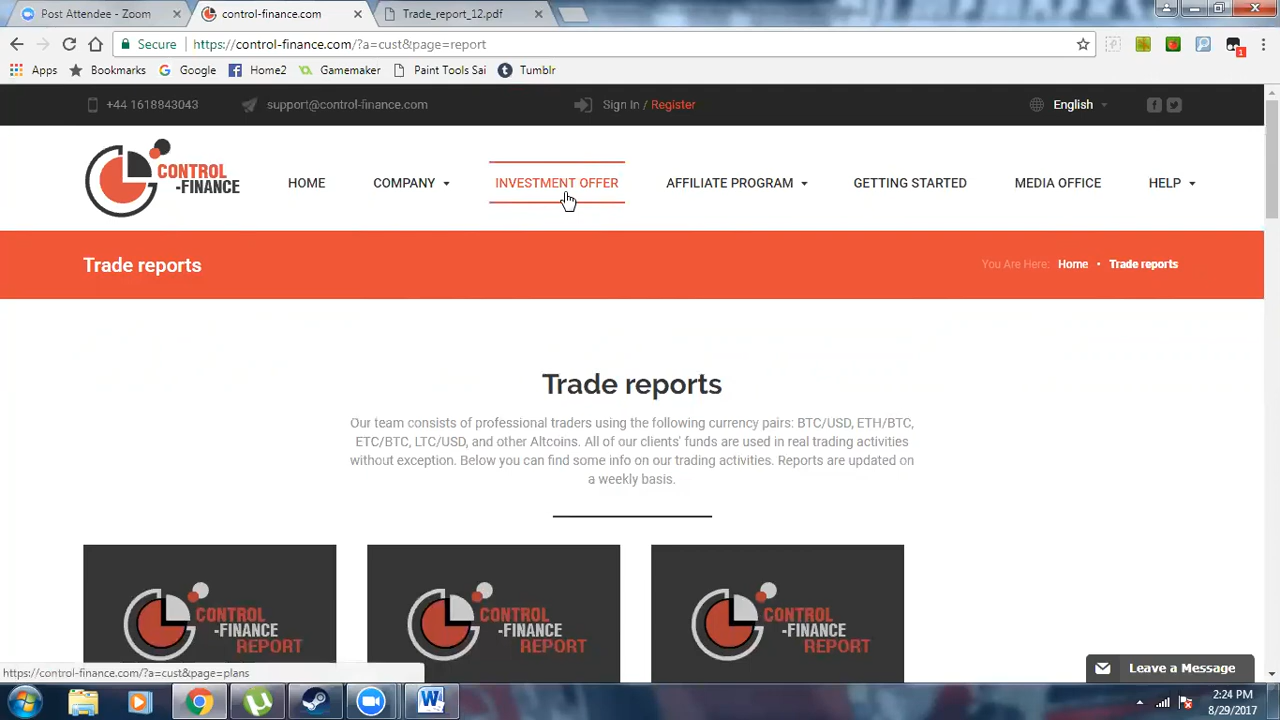 Post Attendee - Zoom
control-finance.com
Trade_report_12.pdf
Secure
https://control-finance.com/?a=cust&page=report
1
Apps
Bookmarks
Google
Home2
Gamemaker
Paint Tools Sai
Tumblr
+44 1618843043
support@control-finance.com
Sign In / Register
English
CONTROL
-FINANCE
HOME
COMPANY
INVESTMENT OFFER
AFFILIATE PROGRAM
GETTING STARTED
MEDIA OFFICE
HELP
Trade reports
You Are Here: Home • Trade reports
Trade reports
Our team consists of professional traders using the following currency pairs: BTC/USD, ETH/BTC,
ETC/BTC, LTC/USD, and other Altcoins. All of our clients' funds are used in real trading activities
without exception. Below you can find some info on our trading activities. Reports are updated on
a weekly basis.
CONTROL
-FINANCE
REPORT
CONTROL
-FINANCE
REPORT
CONTROL
-FINANCE
REPORT
https://control-finance.com/?a=cust&page=plans
Leave a Message
2:24 PM
8/29/2017